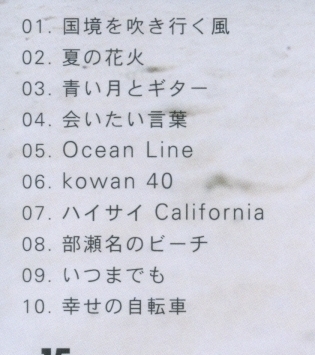 01. 国境を吹き行く風
02. 夏の花火
03. 青い月とギター
04. 会いたい言葉
05. Ocean Line
06. kowan 40
07. ハイサイ California
08. 部瀬名のビーチ
09. いつまでも
10. 幸せの自転車